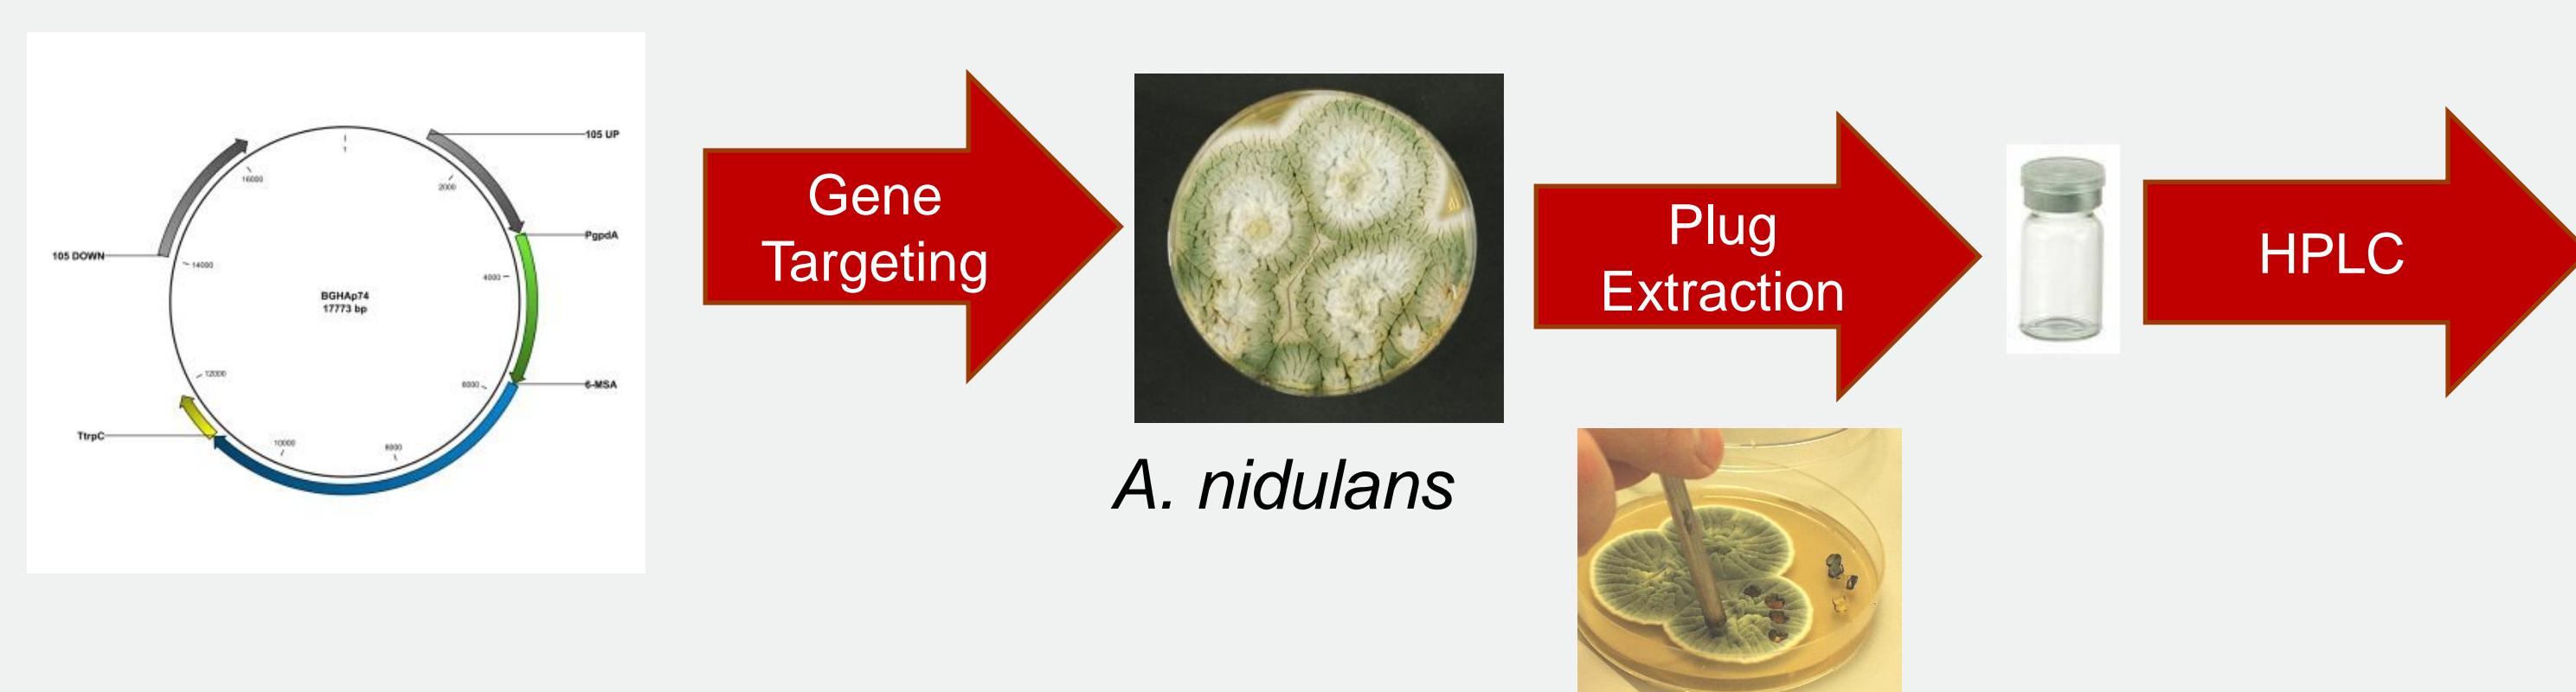 105 UP
1
16000
2000
PgpdA
105 DOWN
14000
4000
BGHAp74
17773 bp
12000
6000
6-MSA
TtrpC
10000
8000
Gene
Targeting
A. nidulans
Plug
Extraction
HPLC